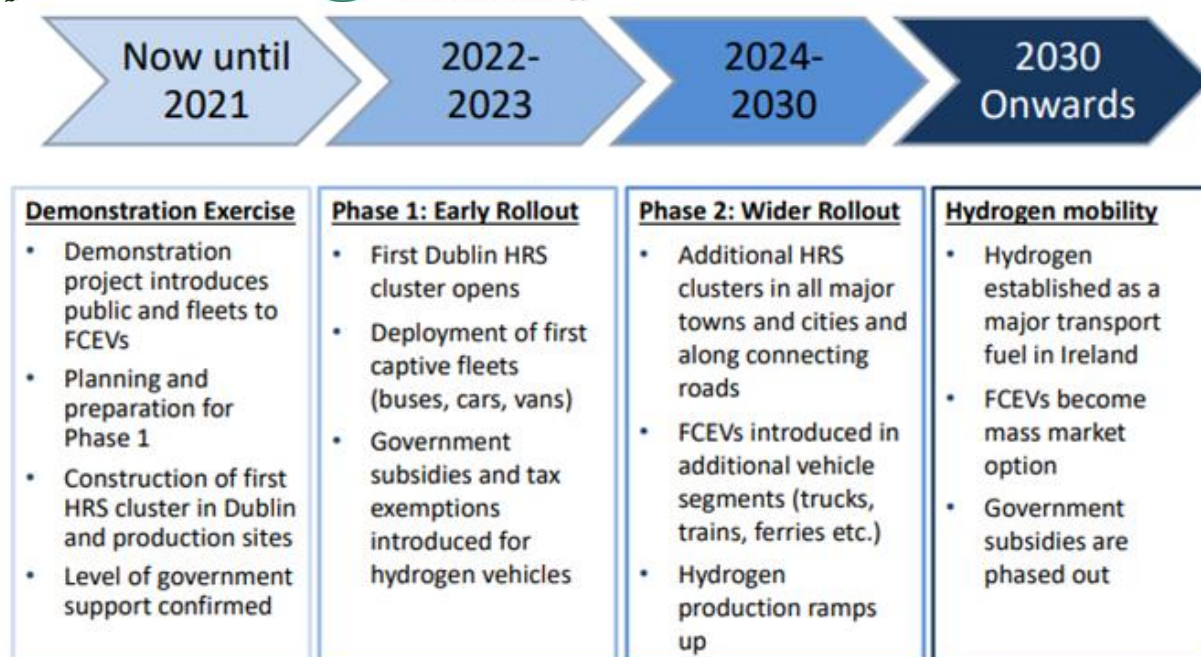 Now until
2021
2022-
2023
2024-
2030
2030
Onwards
Demonstration Exercise
• Demonstration
project introduces
public and fleets to
FCEVs
• Planning and
preparation for
Phase 1
• Construction of first
HRS cluster in Dublin
and production sites
• Level of government
support confirmed
Phase 1: Early Rollout
• First Dublin HRS
cluster opens
• Deployment of first
captive fleets
(buses, cars, vans)
• Government
subsidies and tax
exemptions
introduced for
hydrogen vehicles
Phase 2: Wider Rollout
• Additional HRS
clusters in all major
towns and cities and
along connecting
roads
• FCEVs introduced in
additional vehicle
segments (trucks,
trains, ferries etc.)
• Hydrogen
production ramps
up
Hydrogen mobility
• Hydrogen
established as a
major transport
fuel in Ireland
• FCEVs become
mass market
option
• Government
subsidies are
phased out